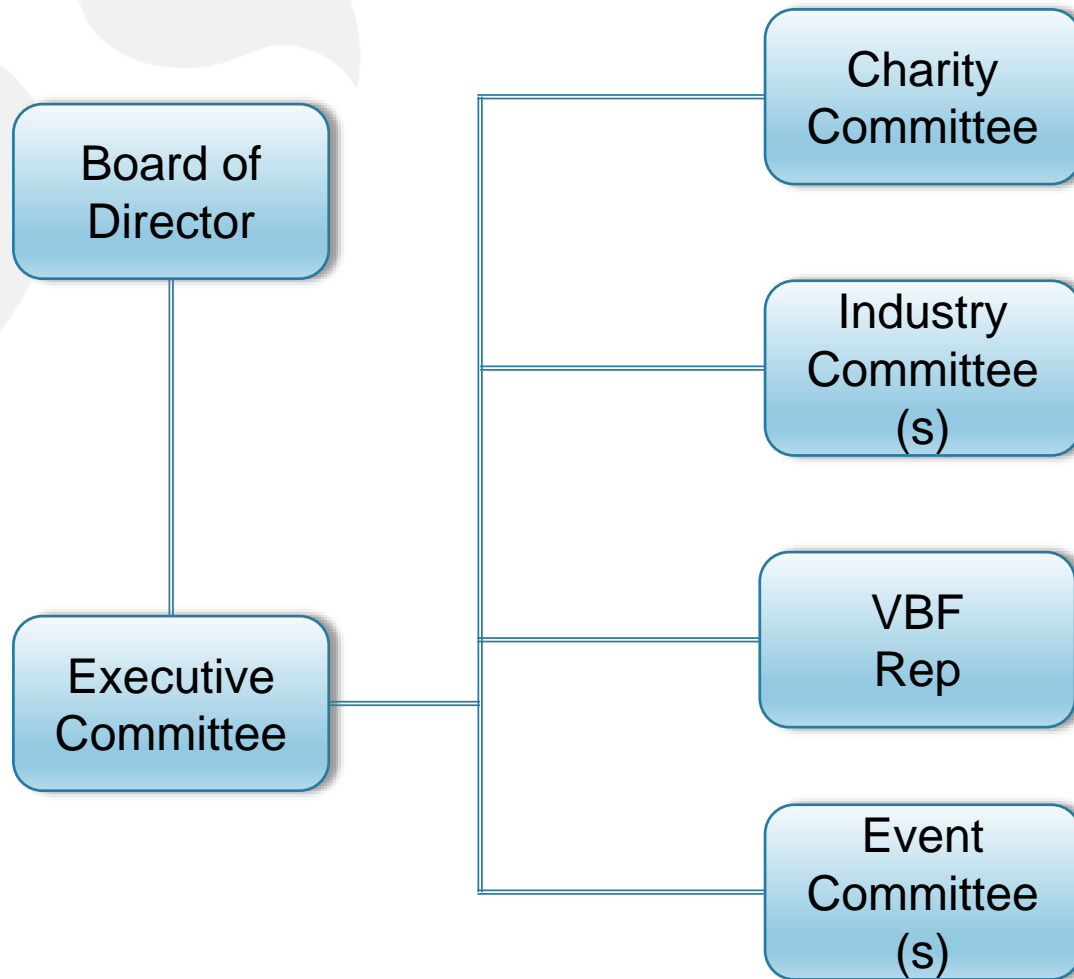 Board of
Director
Executive
Committee
Charity
Committee
Industry
Committee
(s)
VBF
Rep
Event
Committee
(s)